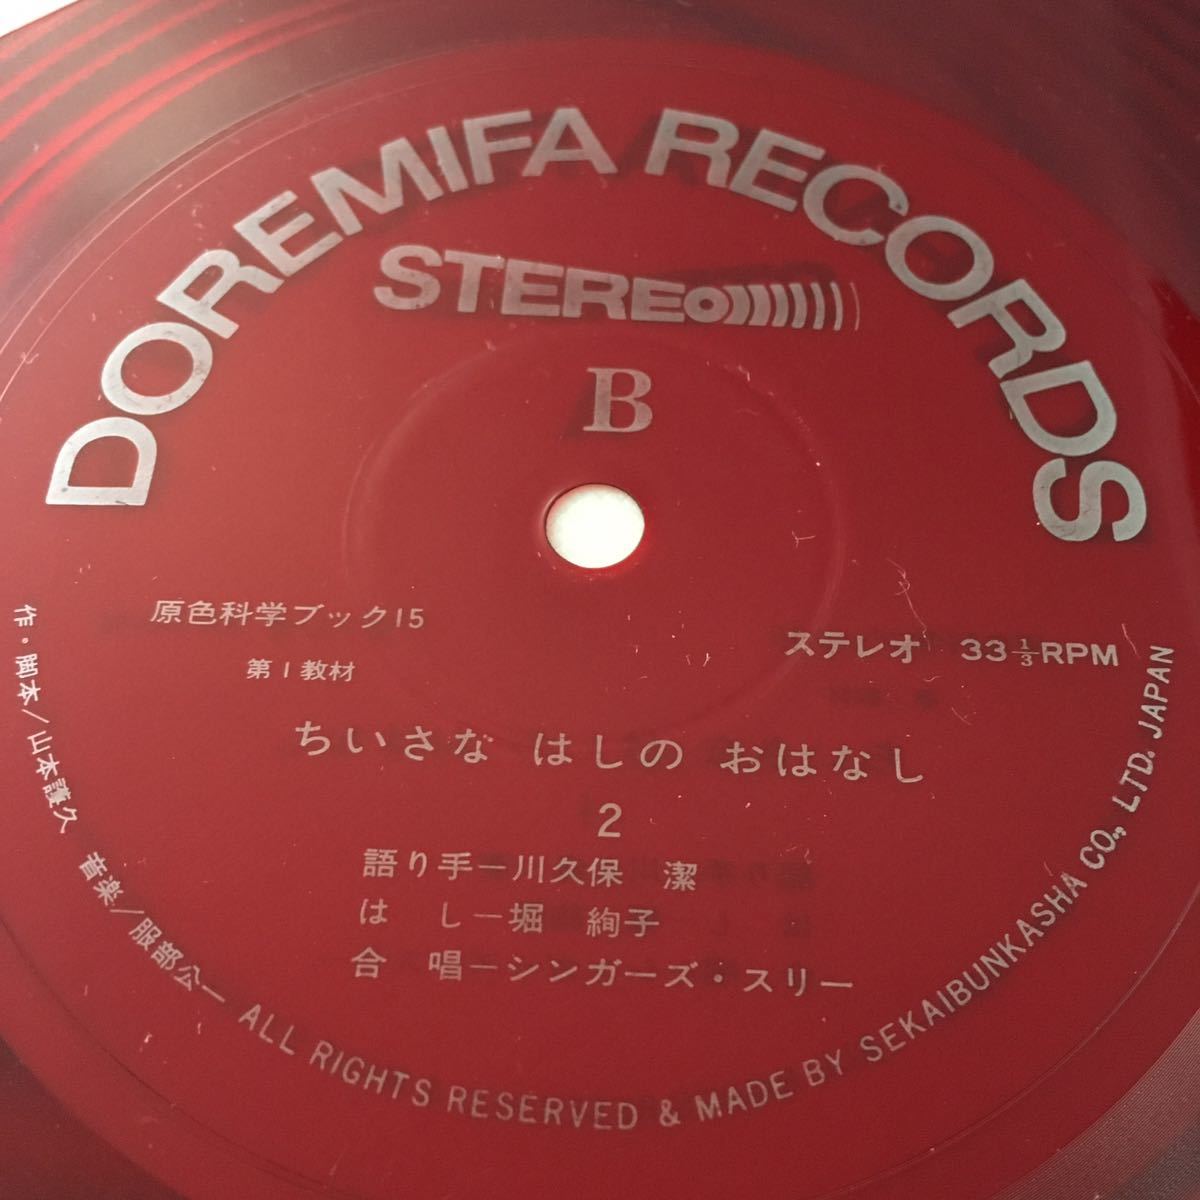 DOREMIFA RECORDS
STEREO
B
原色科学ブック15
第1教材
ステレオ 33⅓RPM
ちいさな はしの おはなし
2
語り手ー川久保 潔
は しー堀 絢子
合 唱ーシンガーズ・スリー
作・脚本/山本護久 音楽/服部公一 ALL RIGHTS RESERVED & MADE BY SEKAIBUNKASHA CO., LTD. JAPAN